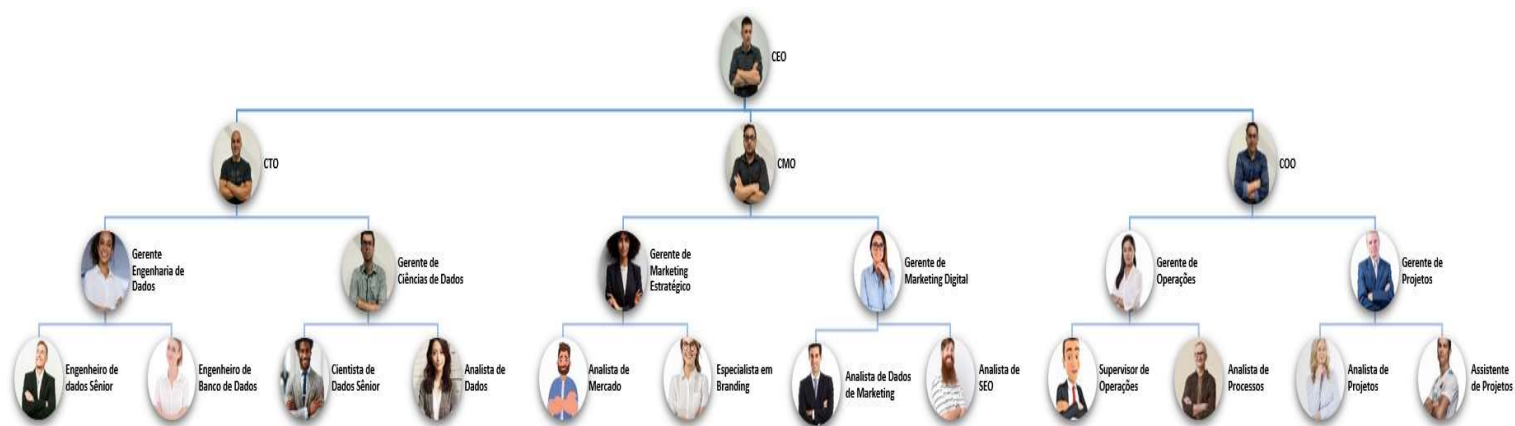 CEO
CTO
CMO
COO
Gerente
Engenharia de
Dados
Gerente de
Ciências de Dados
Gerente de
Marketing
Estratégico
Gerente de
Marketing Digital
Gerente de
Operações
Gerente de
Projetos
Engenheiro de
dados Sênior
Engenheiro de
Banco de Dados
Cientista de
Dados Sênior
Analista de
Dados
Analista de
Mercado
Especialista em
Branding
Analista de Dados
de Marketing
Analista de
SEO
Supervisor de
Operações
Analista de
Processos
Analista de
Projetos
Assistente
de Projetos